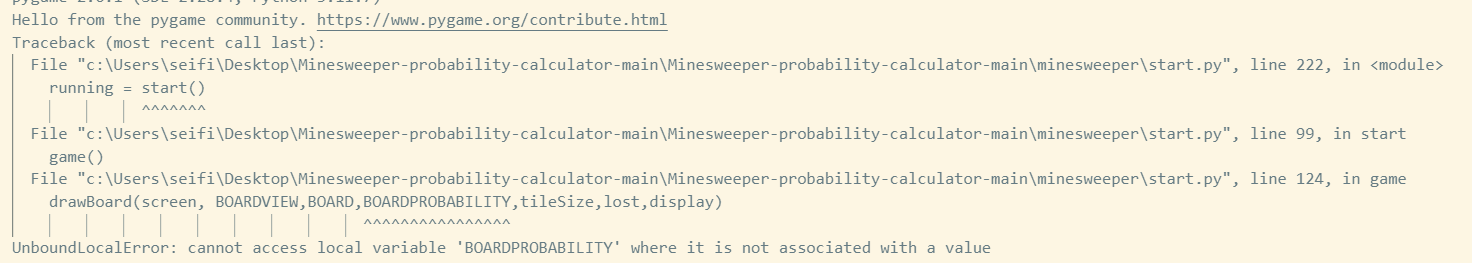 Hello from the pygame community. https://www.pygame.org/contribute.html
Traceback (most recent call last):
File "c:\Users\seifi\Desktop\Minesweeper-probability-calculator-main\Minesweeper-probability-calculator-main\minesweeper\start.py", line 222, in <module>
running = start()
^^^^^^^
File "c:\Users\seifi\Desktop\Minesweeper-probability-calculator-main\Minesweeper-probability-calculator-main\minesweeper\start.py", line 99, in start
game()
File "c:\Users\seifi\Desktop\Minesweeper-probability-calculator-main\Minesweeper-probability-calculator-main\minesweeper\start.py", line 124, in game
drawBoard(screen, BOARDVIEW,BOARD,BOARDPROBABILITY,tileSize,lost,display)
^^^^^^^^^^^^^^^^
UnboundLocalError: cannot access local variable 'BOARDPROBABILITY' where it is not associated with a value